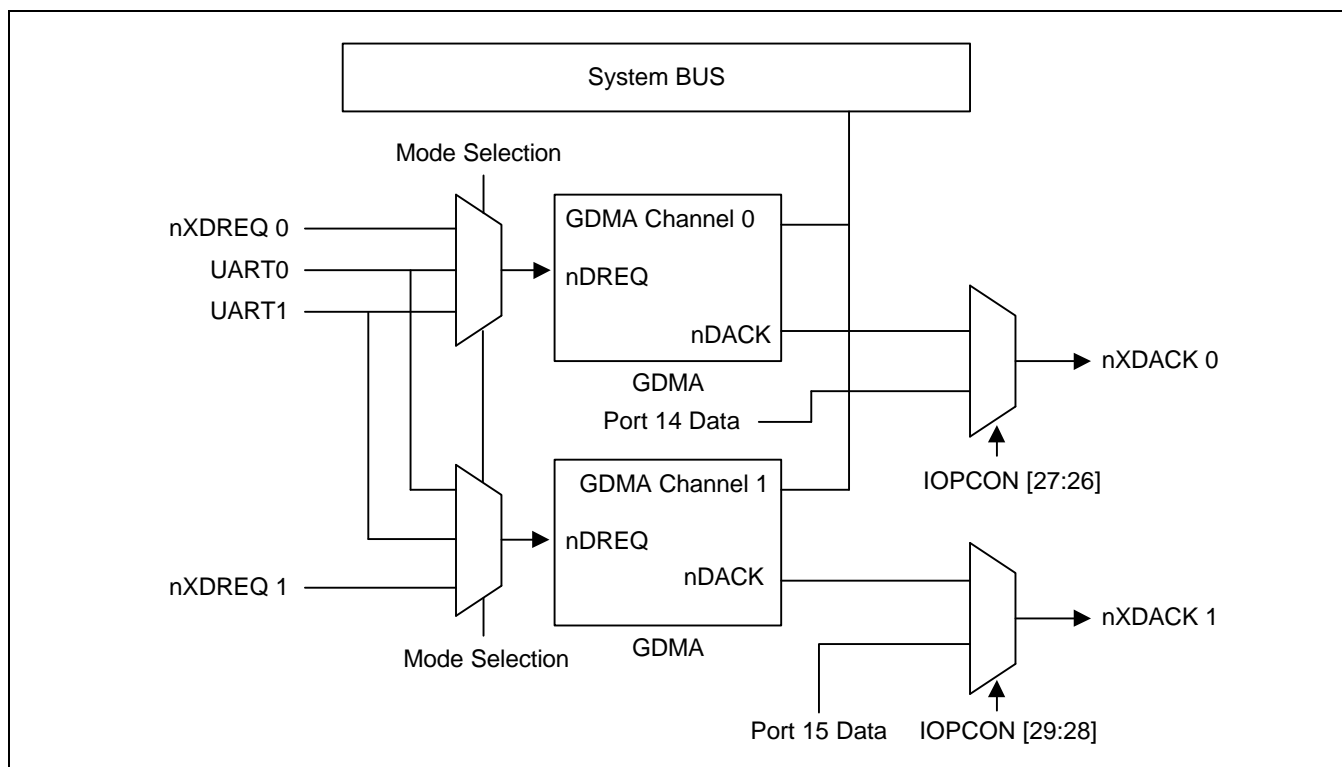 System BUS
Mode Selection
nXDREQ 0
UART0
UART1
GDMA Channel 0
nDREQ
nDACK
GDMA
Port 14 Data
nXDACK 0
IOPCON [27:26]
GDMA Channel 1
nDREQ
nDACK
GDMA
nXDREQ 1
Mode Selection
nXDACK 1
Port 15 Data
IOPCON [29:28]